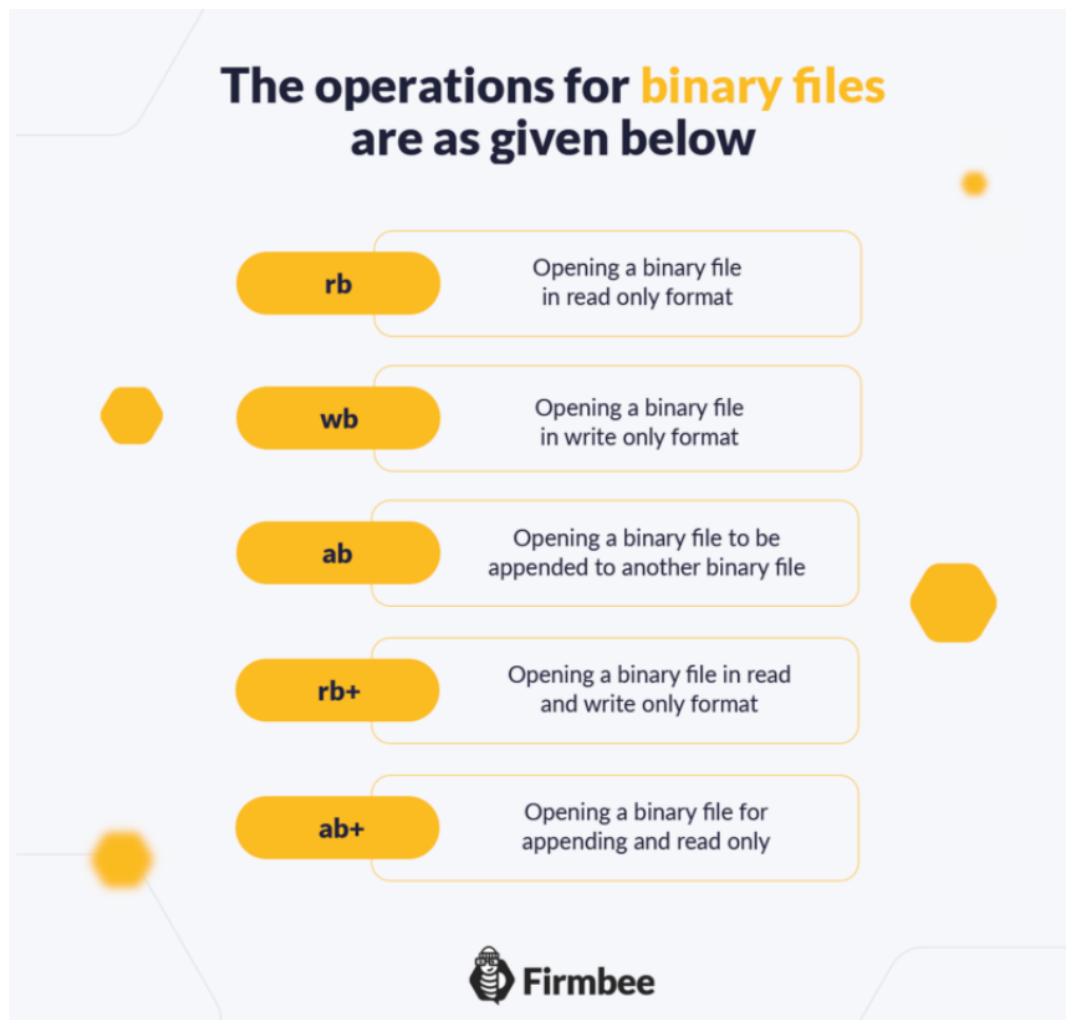 The operations for binary files
are as given below
rb
Opening a binary file
in read only format
wb
Opening a binary file
in write only format
ab
Opening a binary file to be
appended to another binary file
rb+
Opening a binary file in read
and write only format
ab+
Opening a binary file for
appending and read only
Firmbee